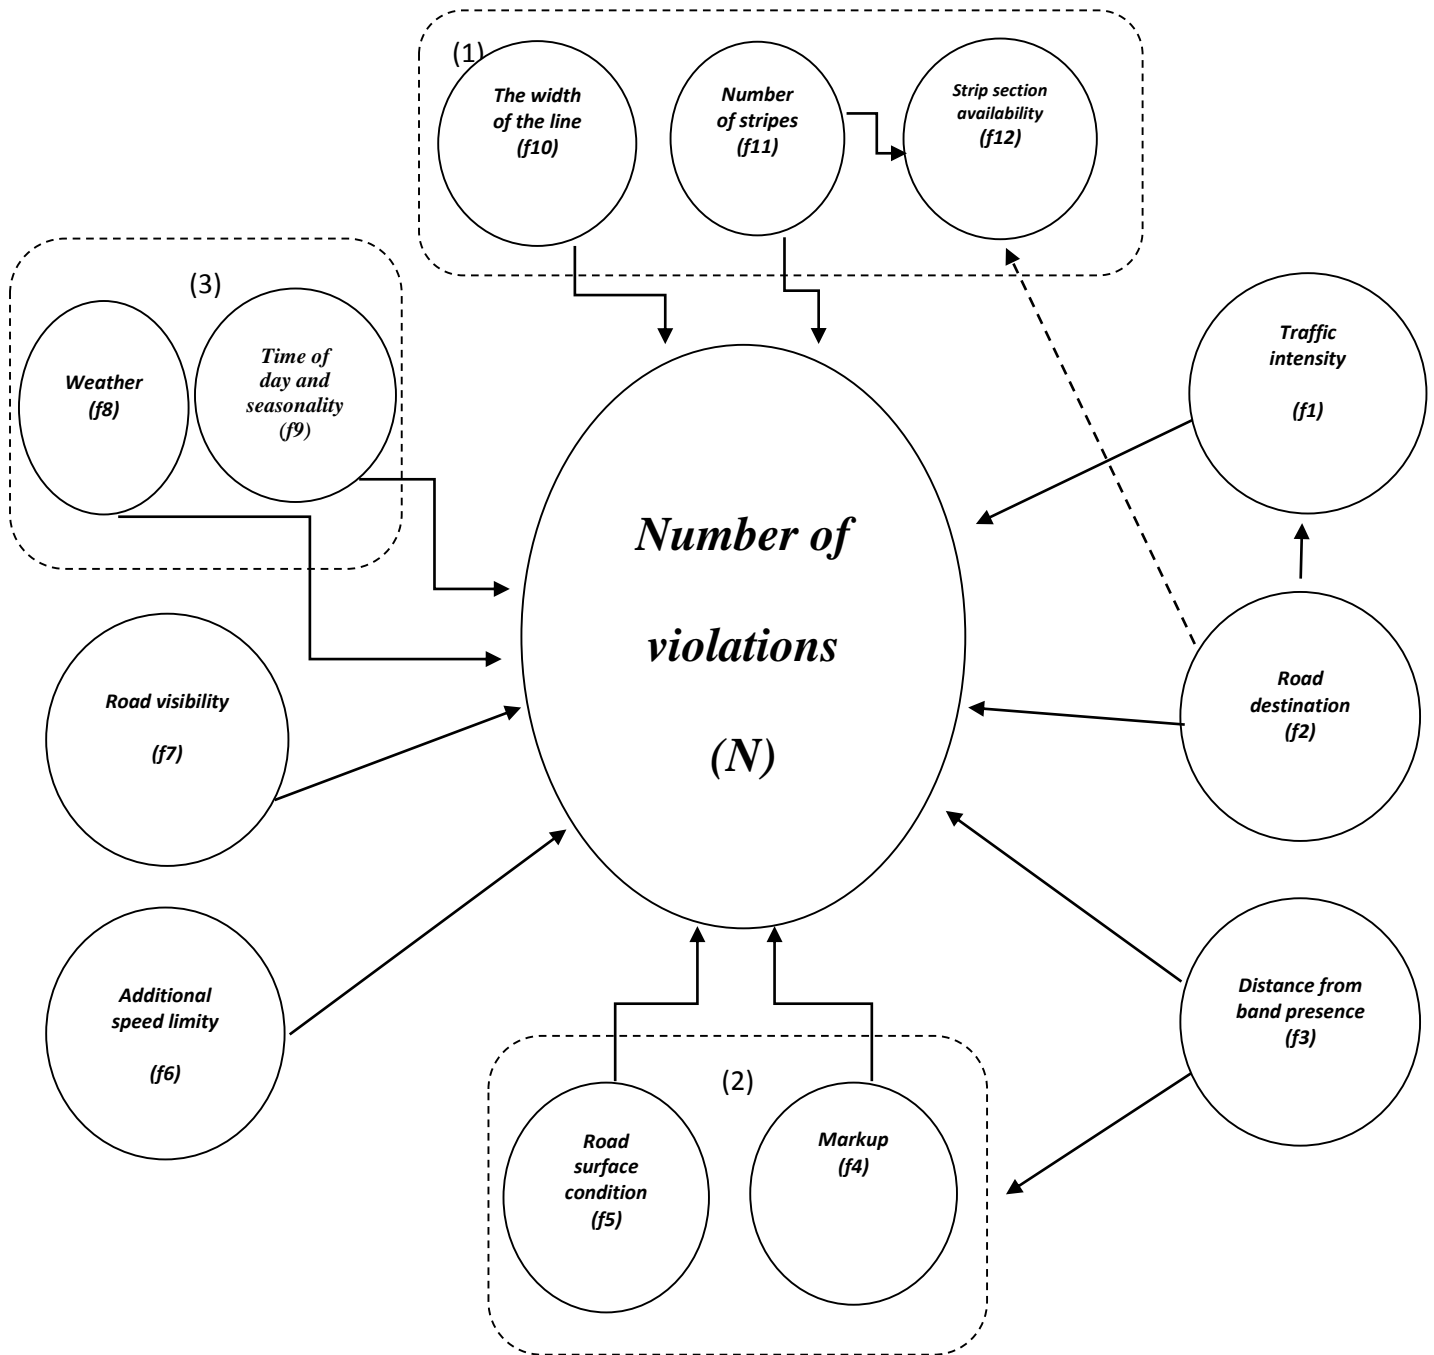 (1)
The width
of the line
(f10)
Number
of stripes
(f11)
Strip section
availability
(f12)
(3)
Weather
(f8)
Time of
day and
seasonality
(f9)
Traffic
intensity
(f1)
Number of
violations
(N)
Road visibility
(f7)
Road
destination
(f2)
Additional
speed limity
(f6)
Distance from
band presence
(f3)
(2)
Road
surface
condition
(f5)
Markup
(f4)